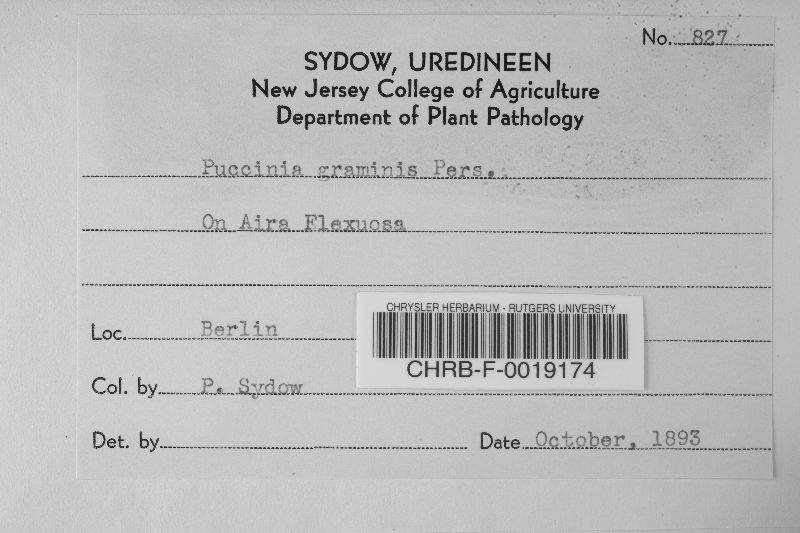 No. 827
SYDOW, UREDINEEN
New Jersey College of Agriculture
Department of Plant Pathology
Puccinia graminis Pers.
On Aira Flexuosa
Loc. Berlin
CHRYSLER HERBARIUM - RUTGERS UNIVERSITY
CHRB-F-0019174
Col. by P. Sydow
Det. by Date October, 1893